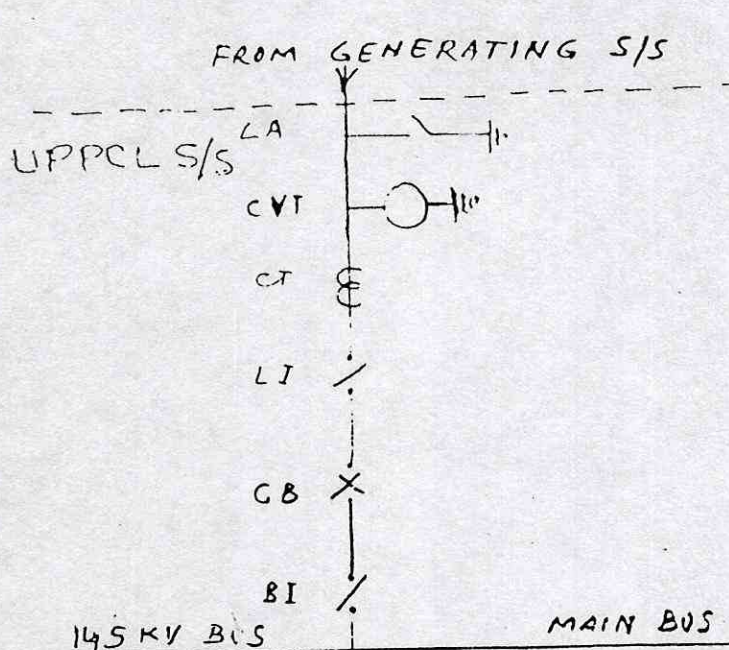 FROM GENERATING S/S
LA
UPPCL S/S
CVT
CT
LI
CB
BI
145 KV BUS
MAIN BUS